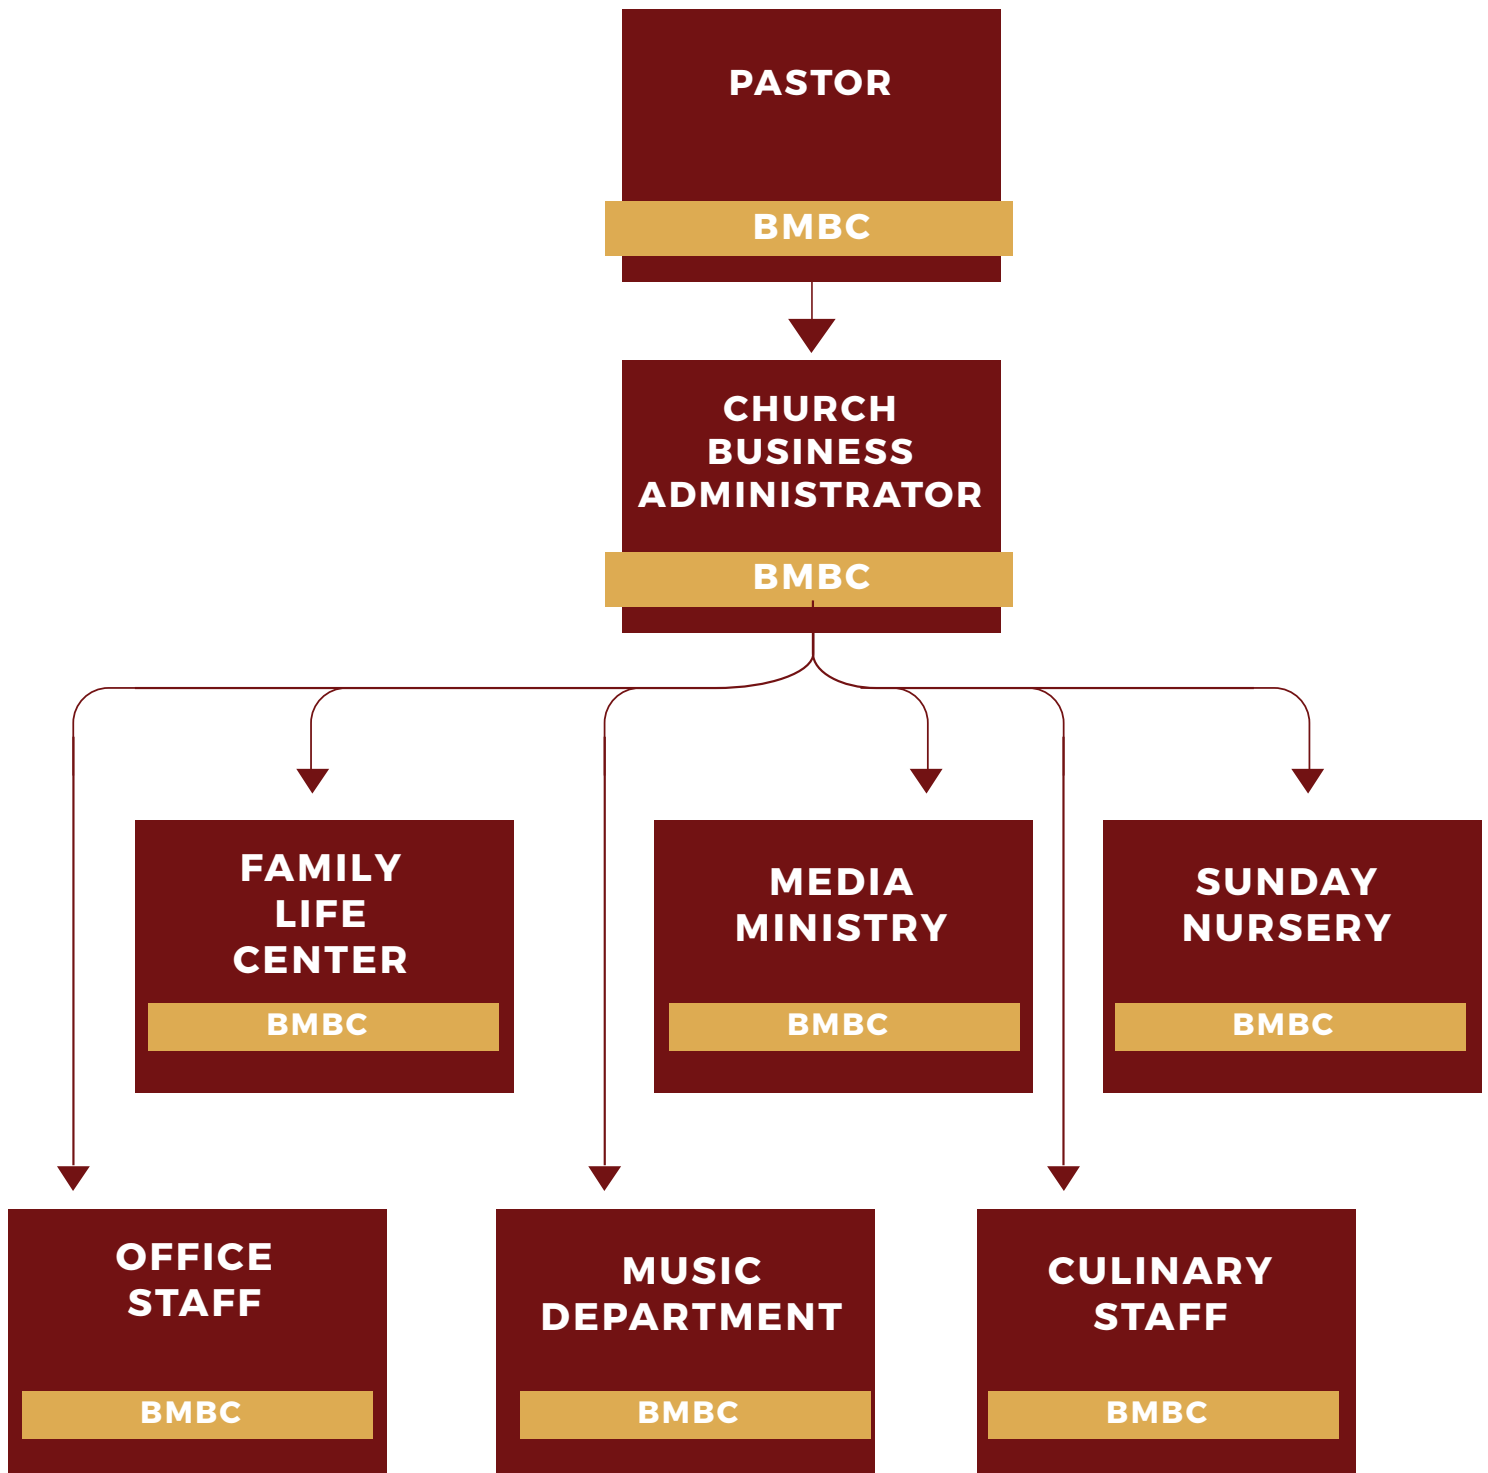 PASTOR
BMBC
CHURCH
BUSINESS
ADMINISTRATOR
BMBC
FAMILY
LIFE
CENTER
BMBC
MEDIA
MINISTRY
BMBC
SUNDAY
NURSERY
BMBC
OFFICE
STAFF
BMBC
MUSIC
DEPARTMENT
BMBC
CULINARY
STAFF
BMBC